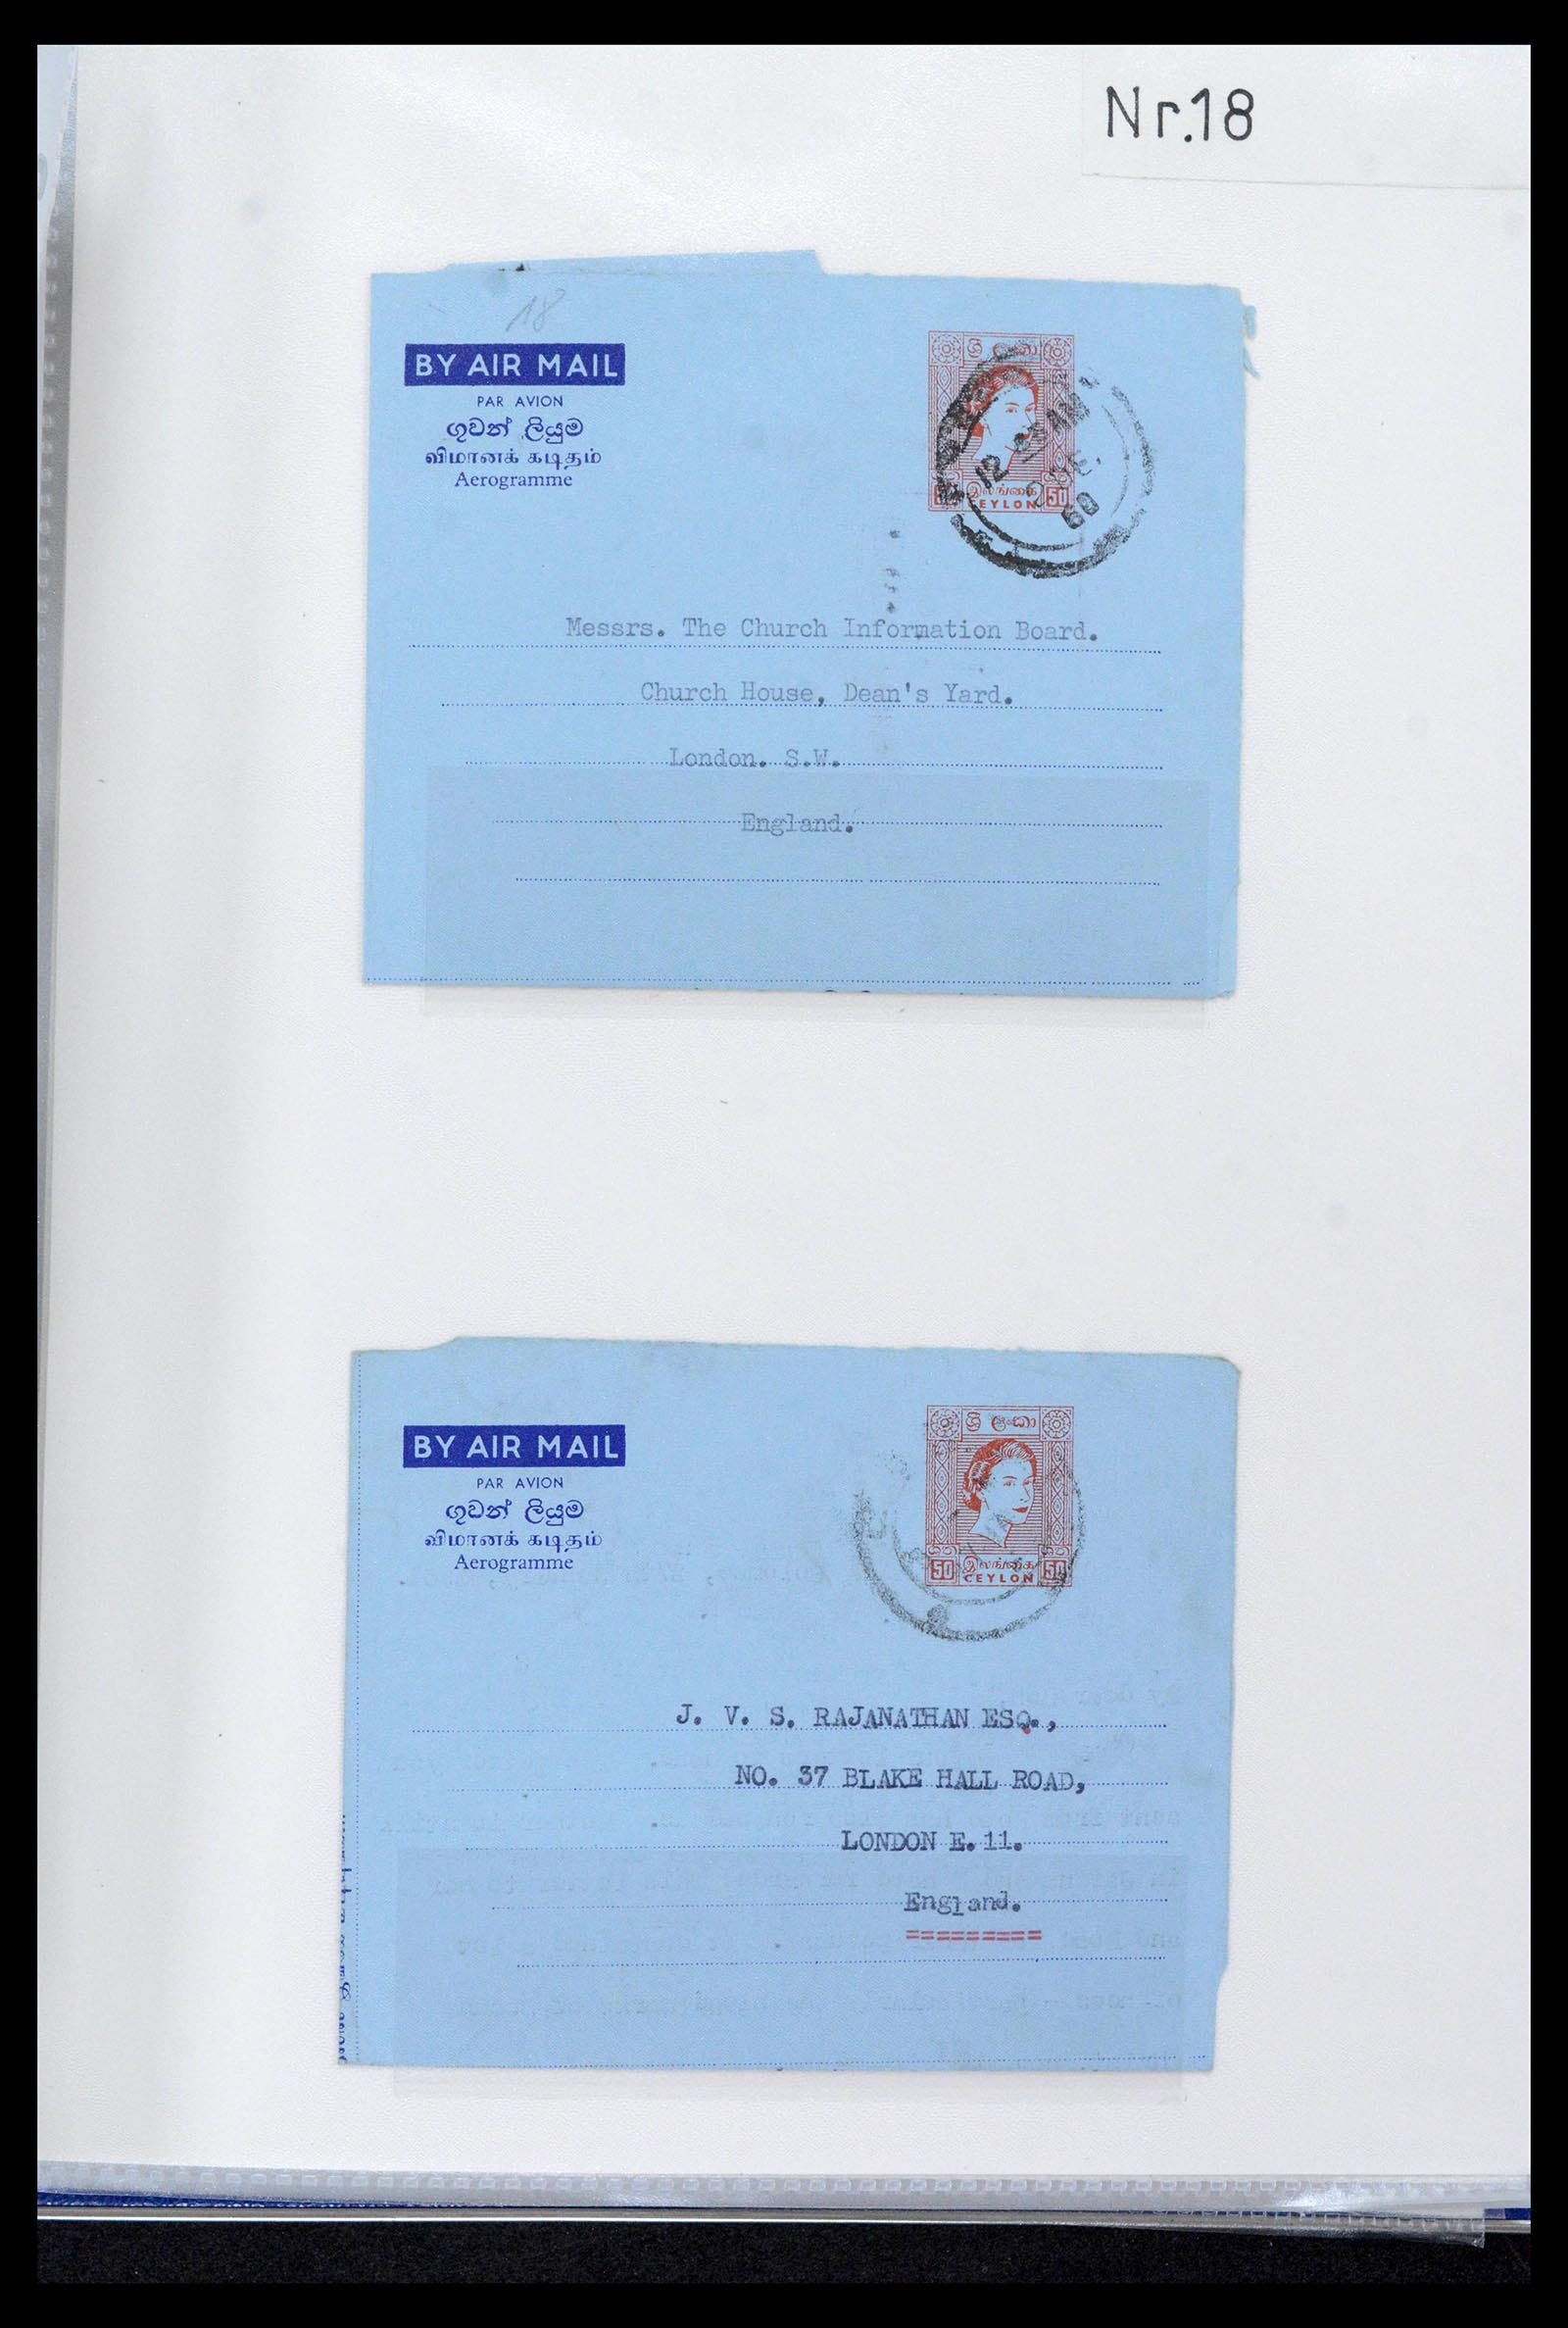 Nr.18
18
BY AIR MAIL
PAR AVION
ගුවන් ලියුම
விமானக் கடிதம்
Aerogramme
ශ්‍රී ලංකා
இலங்கை
50
CEYLON
12
AM
60
Messrs. The Church Information Board.
Church House, Dean's Yard.
London. S.W.
England.
BY AIR MAIL
PAR AVION
ගුවන් ලියුම
விமானக் கடிதம்
Aerogramme
ශ්‍රී ලංකා
50 இலங்கை 50
CEYLON
J. V. S. RAJANATHAN ESQ.,
NO. 37 BLAKE HALL ROAD,
LONDON E. 11.
England.
=========